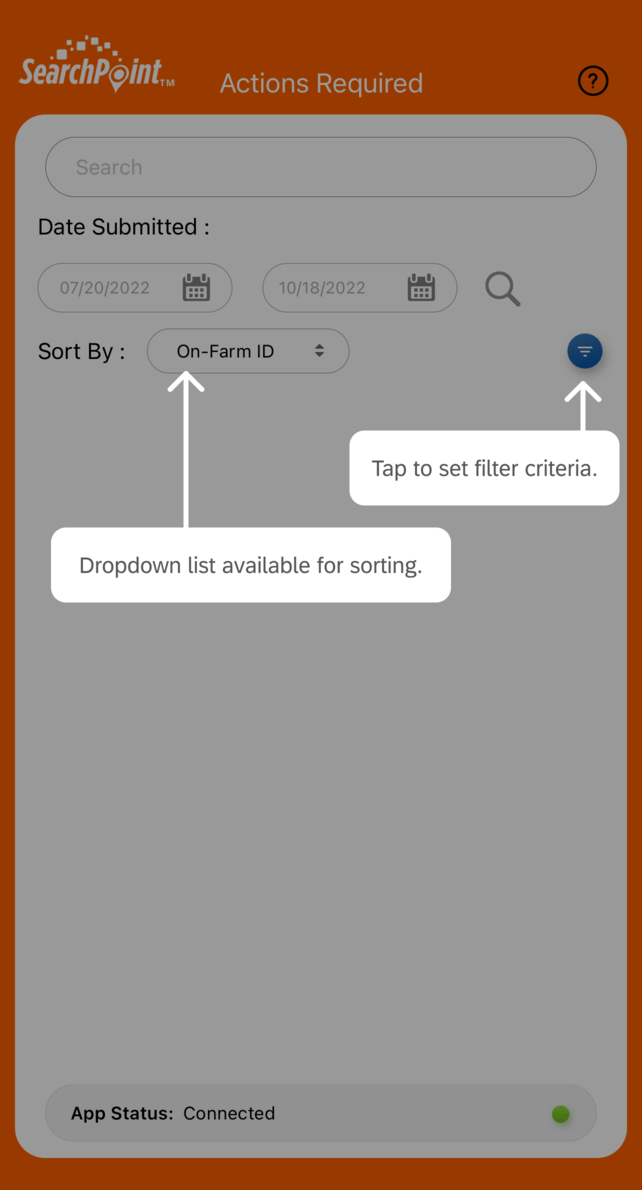 SearchPoint™
Actions Required
?
Search
Date Submitted :
07/20/2022 10/18/2022
Sort By : On-Farm ID
Tap to set filter criteria.
Dropdown list available for sorting.
App Status: Connected